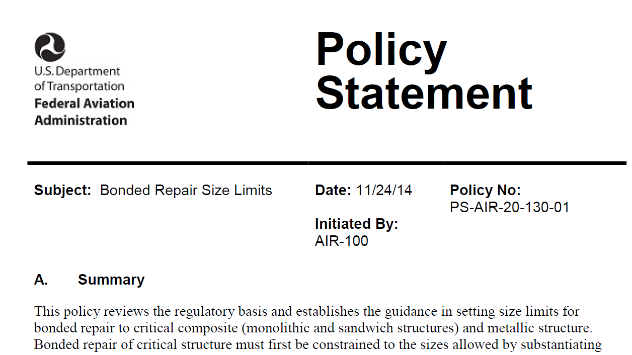 Policy
Statement
U.S. Department
of Transportation
Federal Aviation
Administration
Subject: Bonded Repair Size Limits
Date: 11/24/14
Policy No:
PS-AIR-20-130-01
Initiated By:
AIR-100
A. Summary
This policy reviews the regulatory basis and establishes the guidance in setting size limits for
bonded repair to critical composite (monolithic and sandwich structures) and metallic structure.
Bonded repair of critical structure must first be constrained to the sizes allowed by substantiating